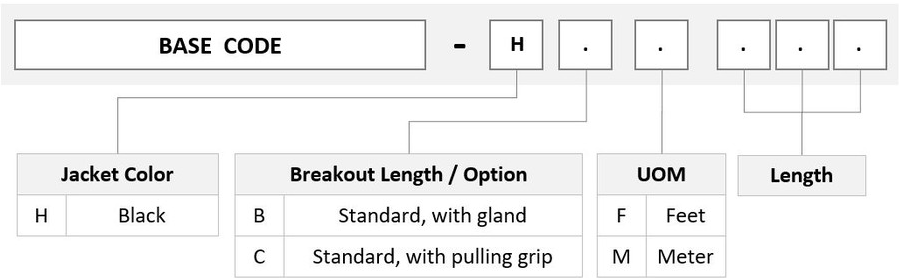 BASE CODE - H . . . . .
Jacket Color
H Black
Breakout Length / Option
B Standard, with gland
C Standard, with pulling grip
UOM
F Feet
M Meter
Length